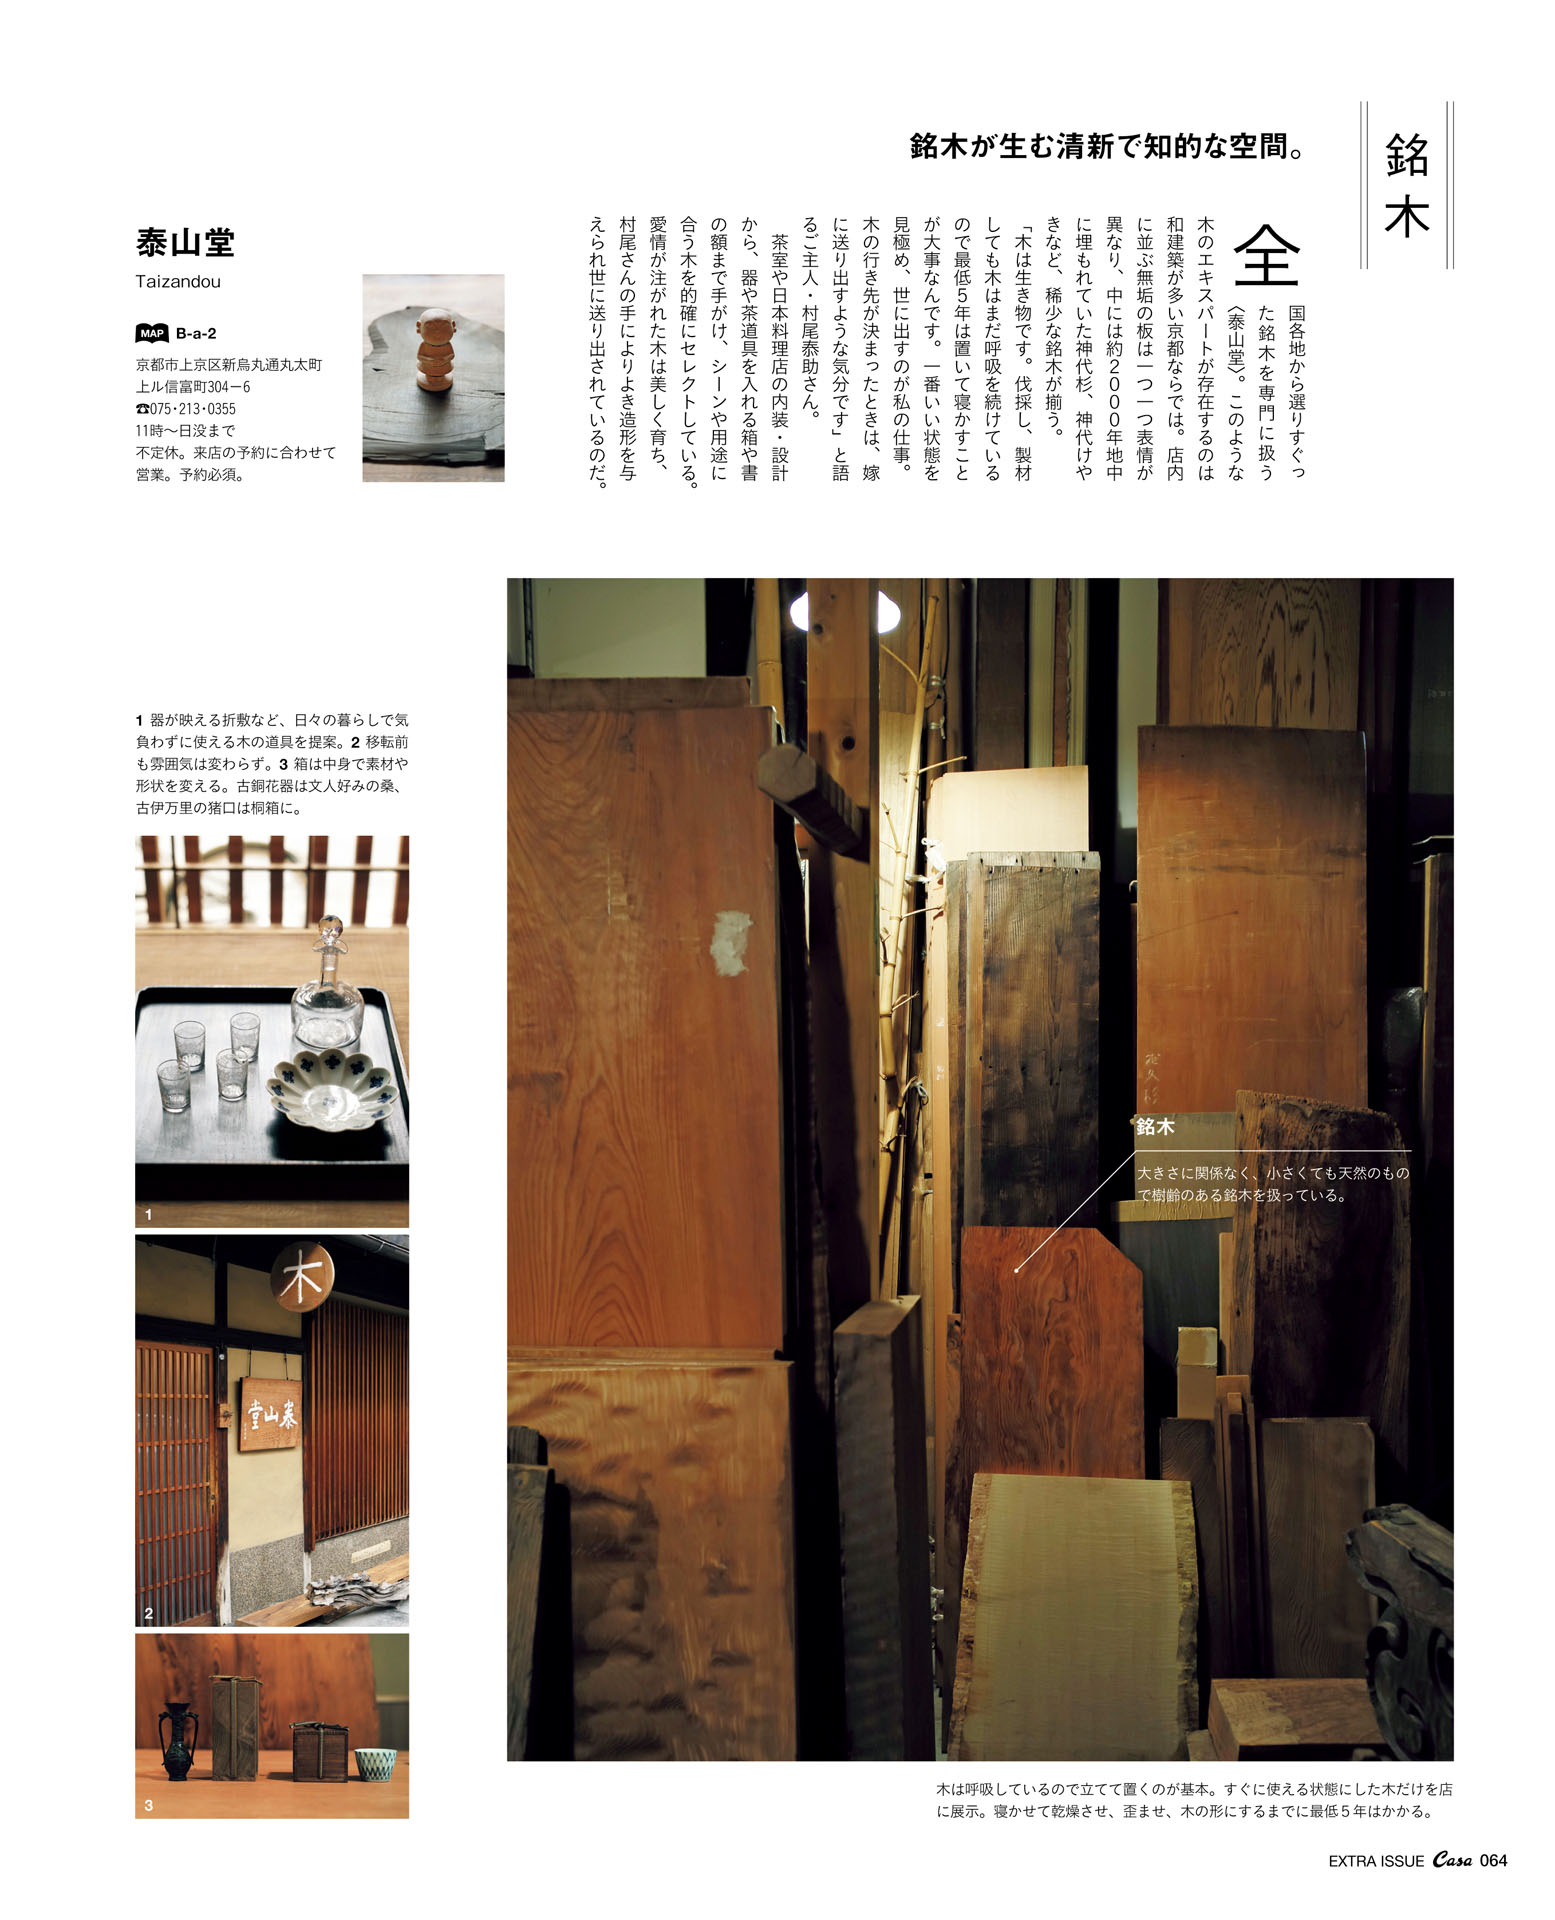 銘木
銘木が生む清新で知的な空間。
全国各地から選りすぐっ
た銘木を専門に扱う
〈泰山堂〉。このような
木のエキスパートが存在するのは
和建築が多い京都ならでは。店内
に並ぶ無垢の板は一つ一つ表情が
異なり、中には約2000年地中
に埋もれていた神代杉、神代けや
きなど、稀少な銘木が揃う。
「木は生き物です。伐採し、製材
しても木はまだ呼吸を続けている
ので最低5年は置いて寝かすこと
が大事なんです。一番いい状態を
見極め、世に出すのが私の仕事。
木の行き先が決まったときは、嫁
に送り出すような気分です」と語
るご主人・村尾泰助さん。
茶室や日本料理店の内装・設計
から、器や茶道具を入れる箱や書
の額まで手がけ、シーンや用途に
合う木を的確にセレクトしている。
愛情が注がれた木は美しく育ち、
村尾さんの手によりよき造形を与
えられ世に送り出されているのだ。
泰山堂
Taizandou
MAP B-a-2
京都市上京区新烏丸通丸太町
上ル信富町304−6
☎075・213・0355
11時〜日没まで
不定休。来店の予約に合わせて
営業。予約必須。
1 器が映える折敷など、日々の暮らしで気
負わずに使える木の道具を提案。2 移転前
も雰囲気は変わらず。3 箱は中身で素材や
形状を変える。古銅花器は文人好みの桑、
古伊万里の猪口は桐箱に。
1
木
泰山堂
2
3
銘木
大きさに関係なく、小さくても天然のもの
で樹齢のある銘木を扱っている。
木は呼吸しているので立てて置くのが基本。すぐに使える状態にした木だけを店
に展示。寝かせて乾燥させ、歪ませ、木の形にするまでに最低5年はかかる。
EXTRA ISSUE Casa 064